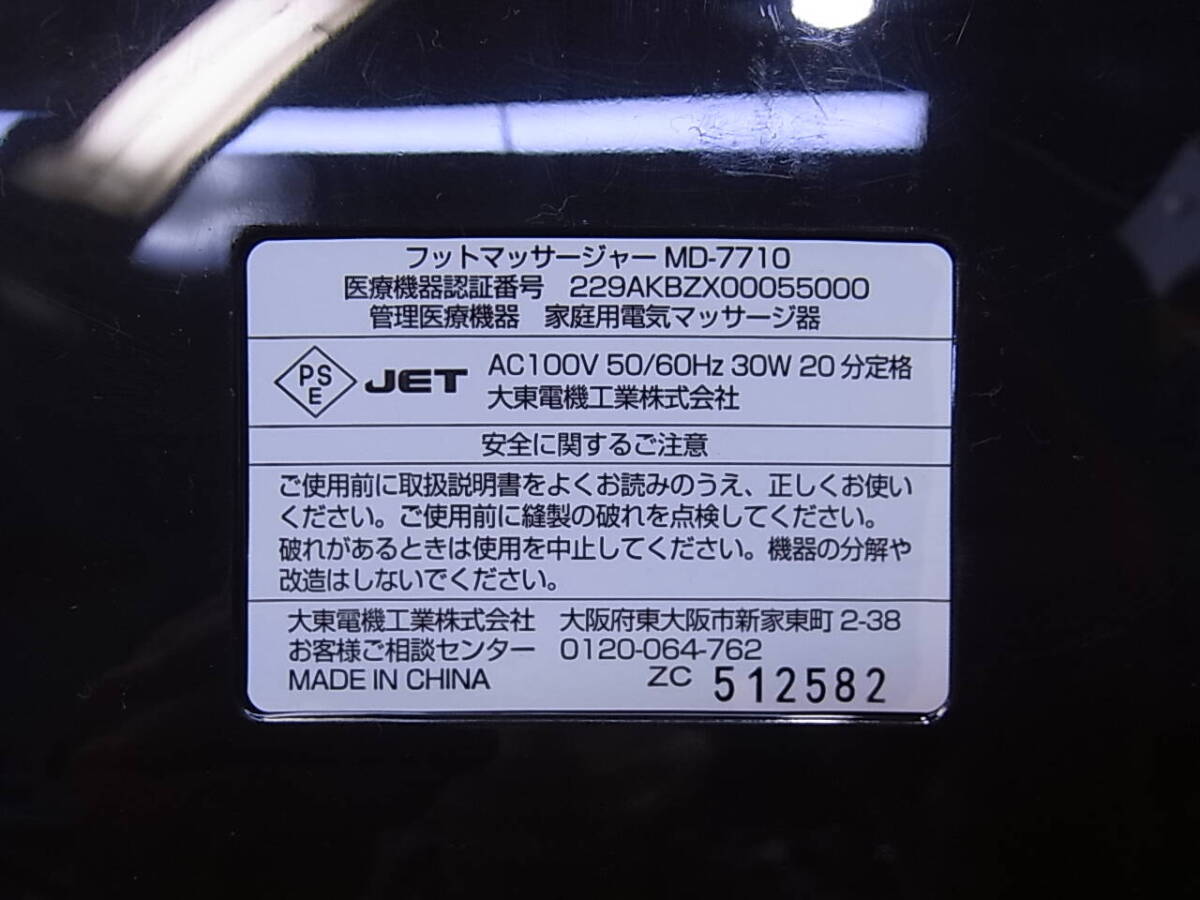 フットマッサージャー MD-7710
医療機器認証番号 229AKBZX00055000
管理医療機器 家庭用電気マッサージ器
PS
E
JET
AC100V 50/60Hz 30W 20分定格
大東電機工業株式会社
安全に関するご注意
ご使用前に取扱説明書をよくお読みのうえ、正しくお使い
ください。ご使用前に縫製の破れを点検してください。
破れがあるときは使用を中止してください。機器の分解や
改造はしないでください。
大東電機工業株式会社 大阪府東大阪市新家東町 2-38
お客様ご相談センター 0120-064-762
MADE IN CHINA ZC 512582